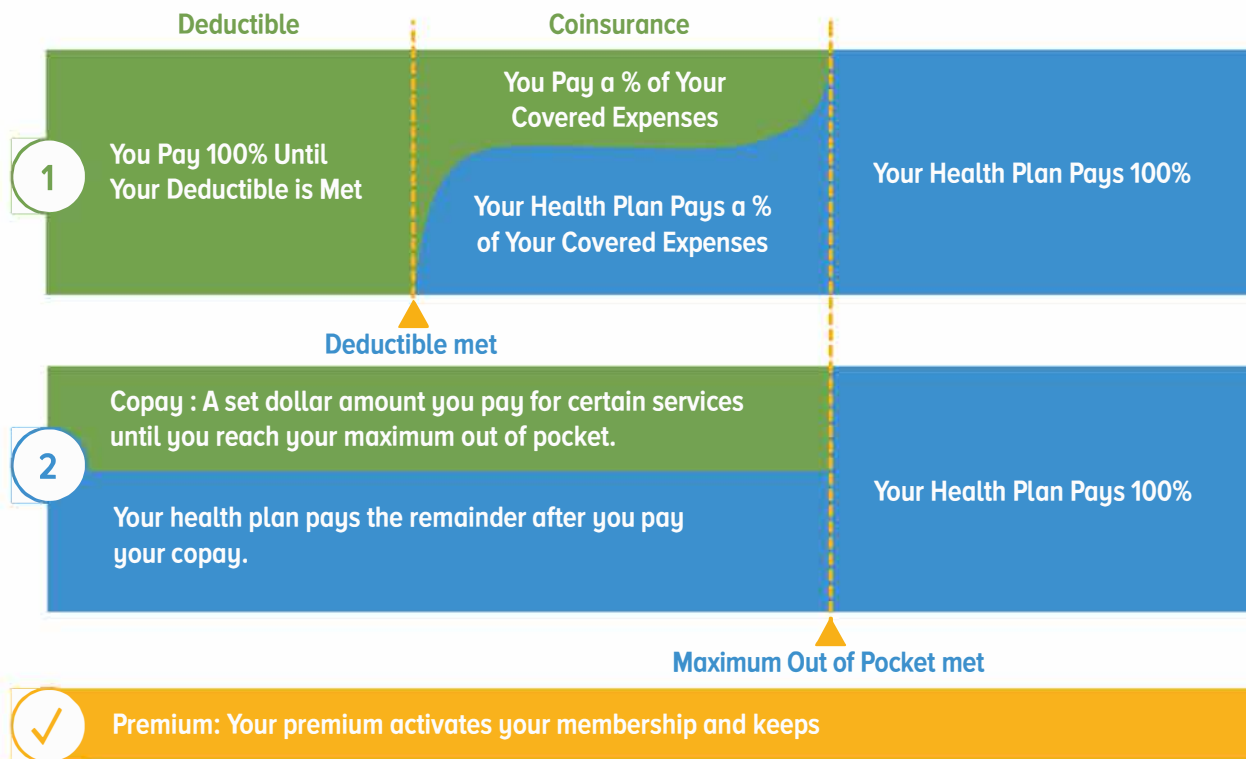 Deductible
Coinsurance
You Pay a % of Your
Covered Expenses
1
You Pay 100% Until
Your Deductible is Met
Your Health Plan Pays a %
of Your Covered Expenses
Your Health Plan Pays 100%
Deductible met
2
Copay : A set dollar amount you pay for certain services
until you reach your maximum out of pocket.
Your health plan pays the remainder after you pay
your copay.
Your Health Plan Pays 100%
Maximum Out of Pocket met
Premium: Your premium activates your membership and keeps